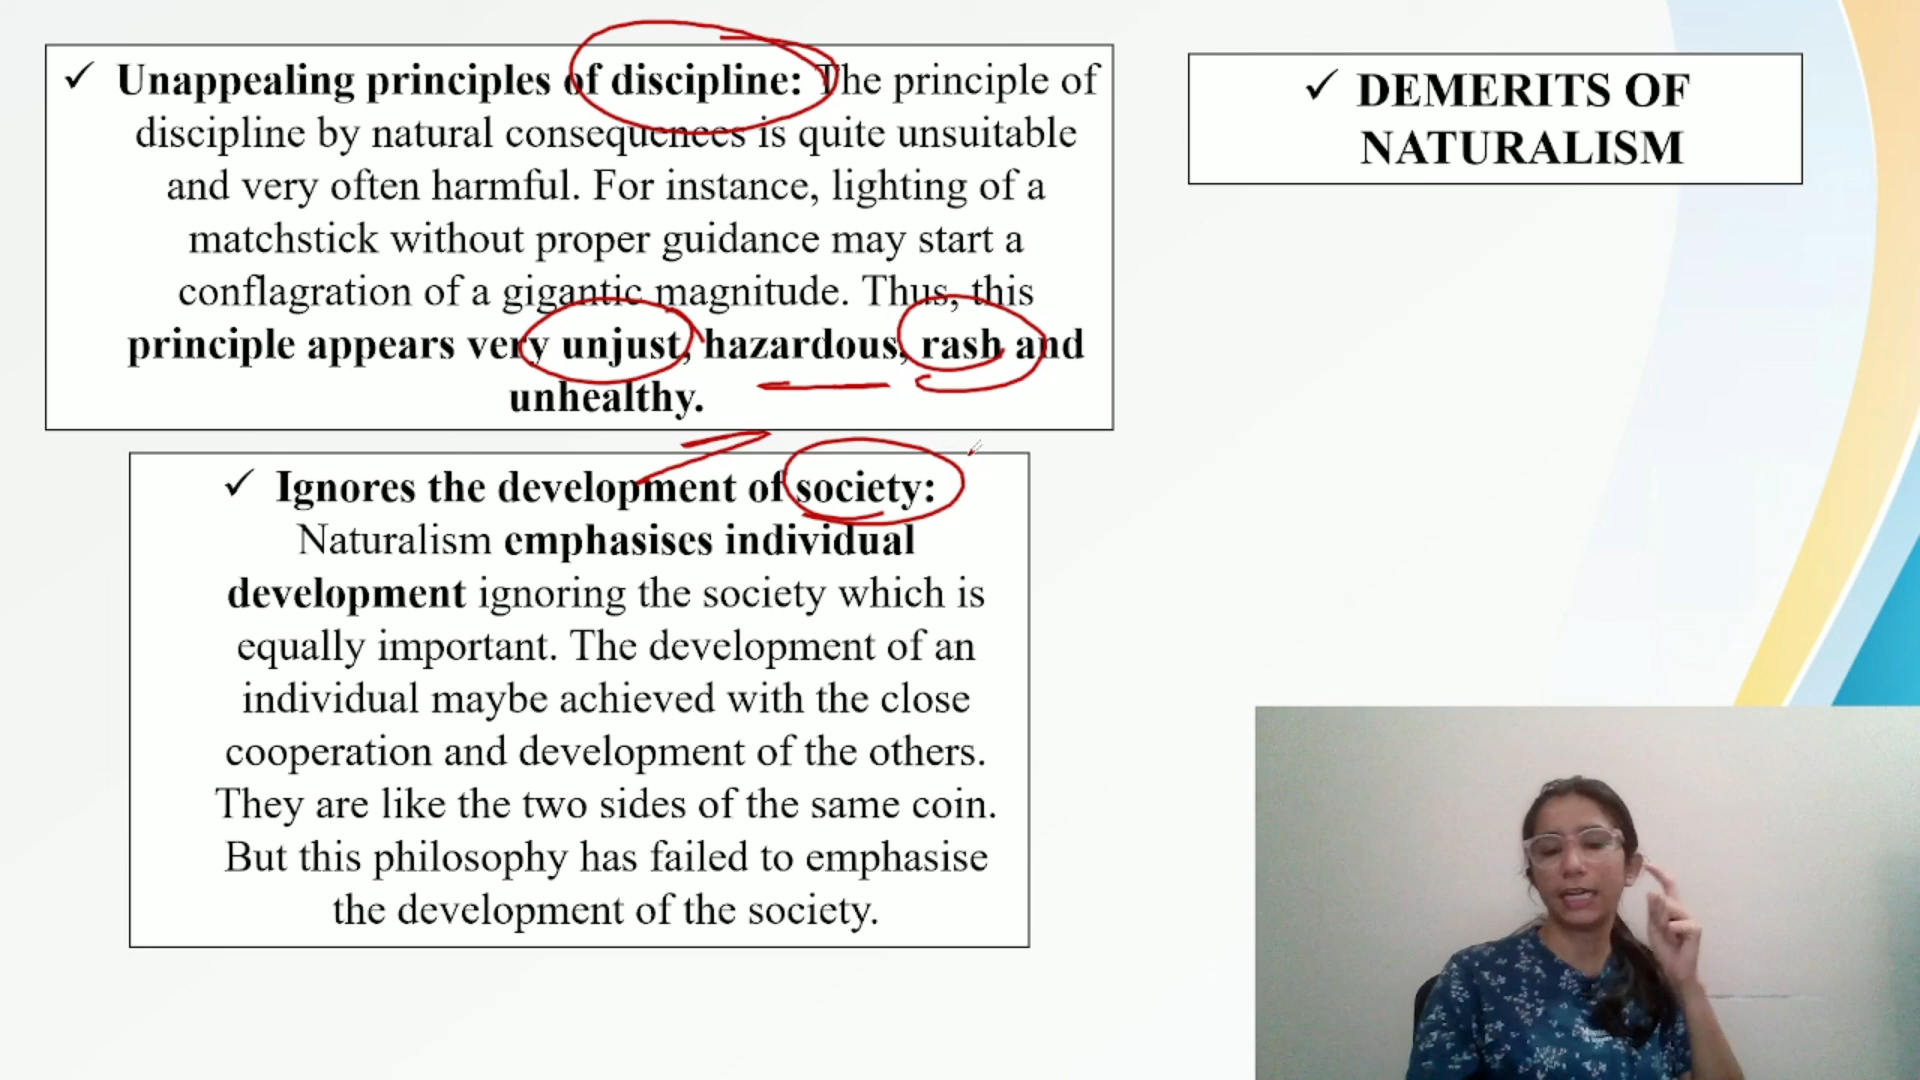 ✓ Unappealing principles of discipline: The principle of
discipline by natural consequences is quite unsuitable
and very often harmful. For instance, lighting of a
matchstick without proper guidance may start a
conflagration of a gigantic magnitude. Thus, this
principle appears very unjust, hazardous, rash and
unhealthy.
✓ Ignores the development of society:
Naturalism emphasises individual
development ignoring the society which is
equally important. The development of an
individual maybe achieved with the close
cooperation and development of the others.
They are like the two sides of the same coin.
But this philosophy has failed to emphasise
the development of the society.
✓ DEMERITS OF
NATURALISM